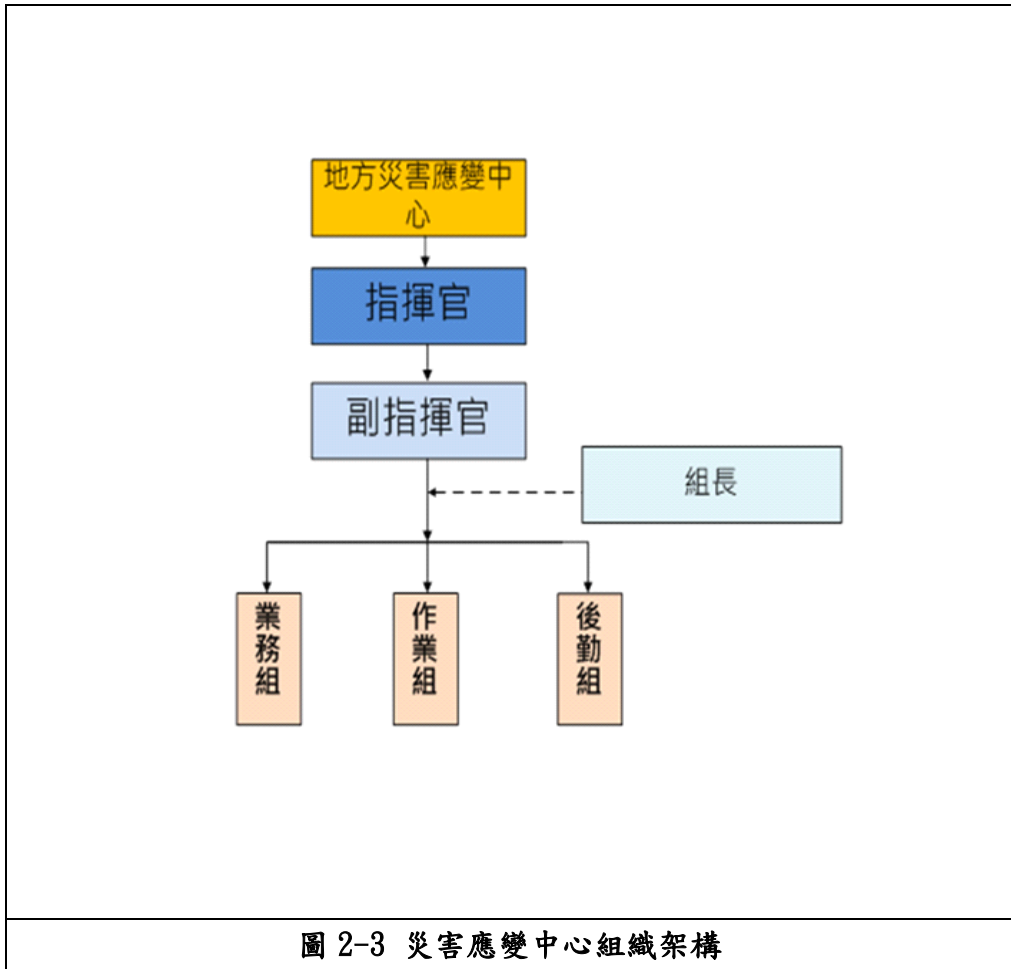 地方災害應變中
心
指揮官
副指揮官
組長
業務組
作業組
後勤組
圖 2-3 災害應變中心組織架構